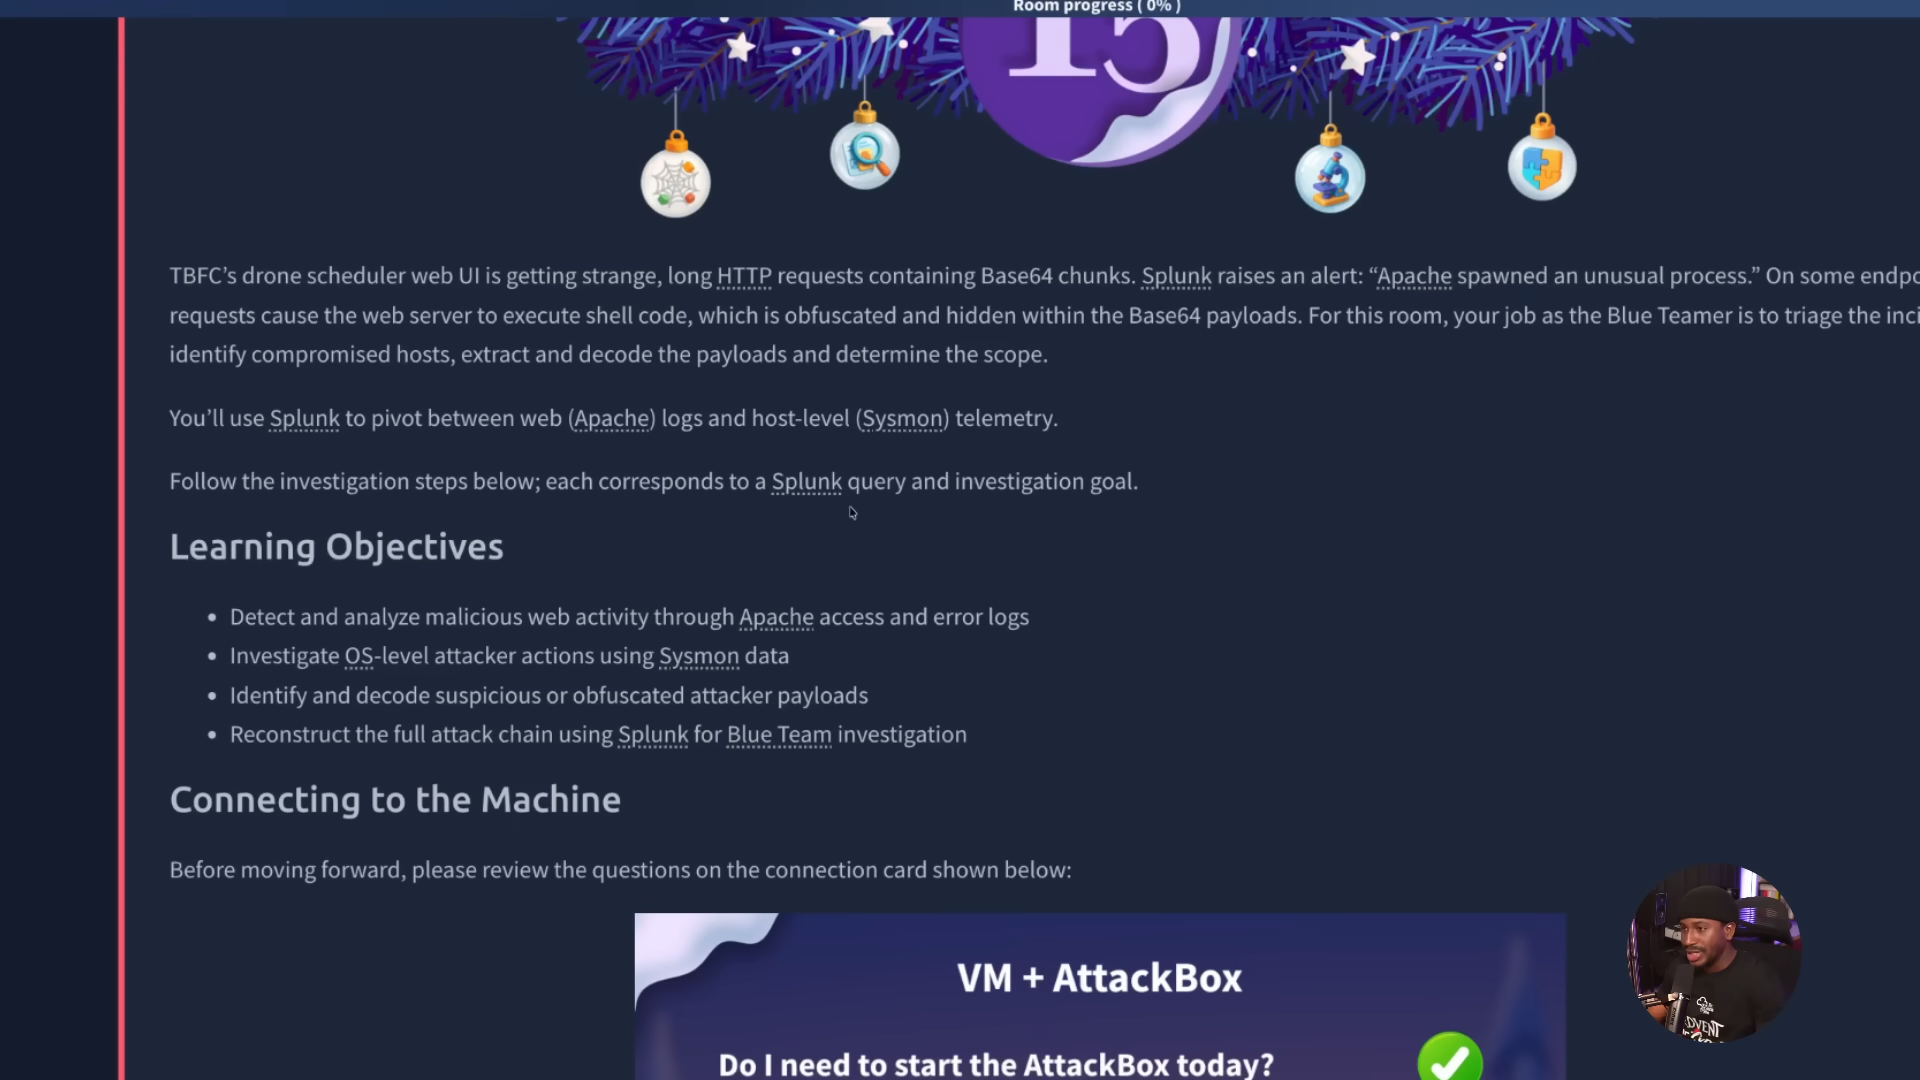 Room progress ( 0% )
15
TBFC’s drone scheduler web UI is getting strange, long HTTP requests containing Base64 chunks. Splunk raises an alert: “Apache spawned an unusual process.” On some endpo
requests cause the web server to execute shell code, which is obfuscated and hidden within the Base64 payloads. For this room, your job as the Blue Teamer is to triage the inci
identify compromised hosts, extract and decode the payloads and determine the scope.
You’ll use Splunk to pivot between web (Apache) logs and host-level (Sysmon) telemetry.
Follow the investigation steps below; each corresponds to a Splunk query and investigation goal.
Learning Objectives
• Detect and analyze malicious web activity through Apache access and error logs
• Investigate OS-level attacker actions using Sysmon data
• Identify and decode suspicious or obfuscated attacker payloads
• Reconstruct the full attack chain using Splunk for Blue Team investigation
Connecting to the Machine
Before moving forward, please review the questions on the connection card shown below:
VM + AttackBox
Do I need to start the AttackBox today?